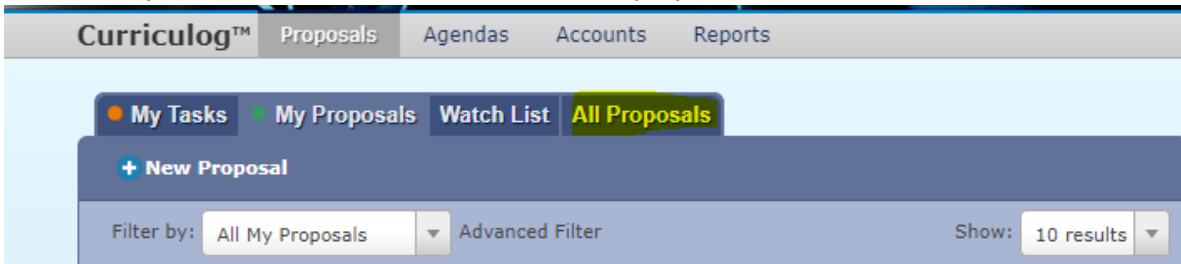 Curriculog™ Proposals Agendas Accounts Reports
My Tasks My Proposals Watch List All Proposals
New Proposal
Filter by: All My Proposals Advanced Filter Show: 10 results